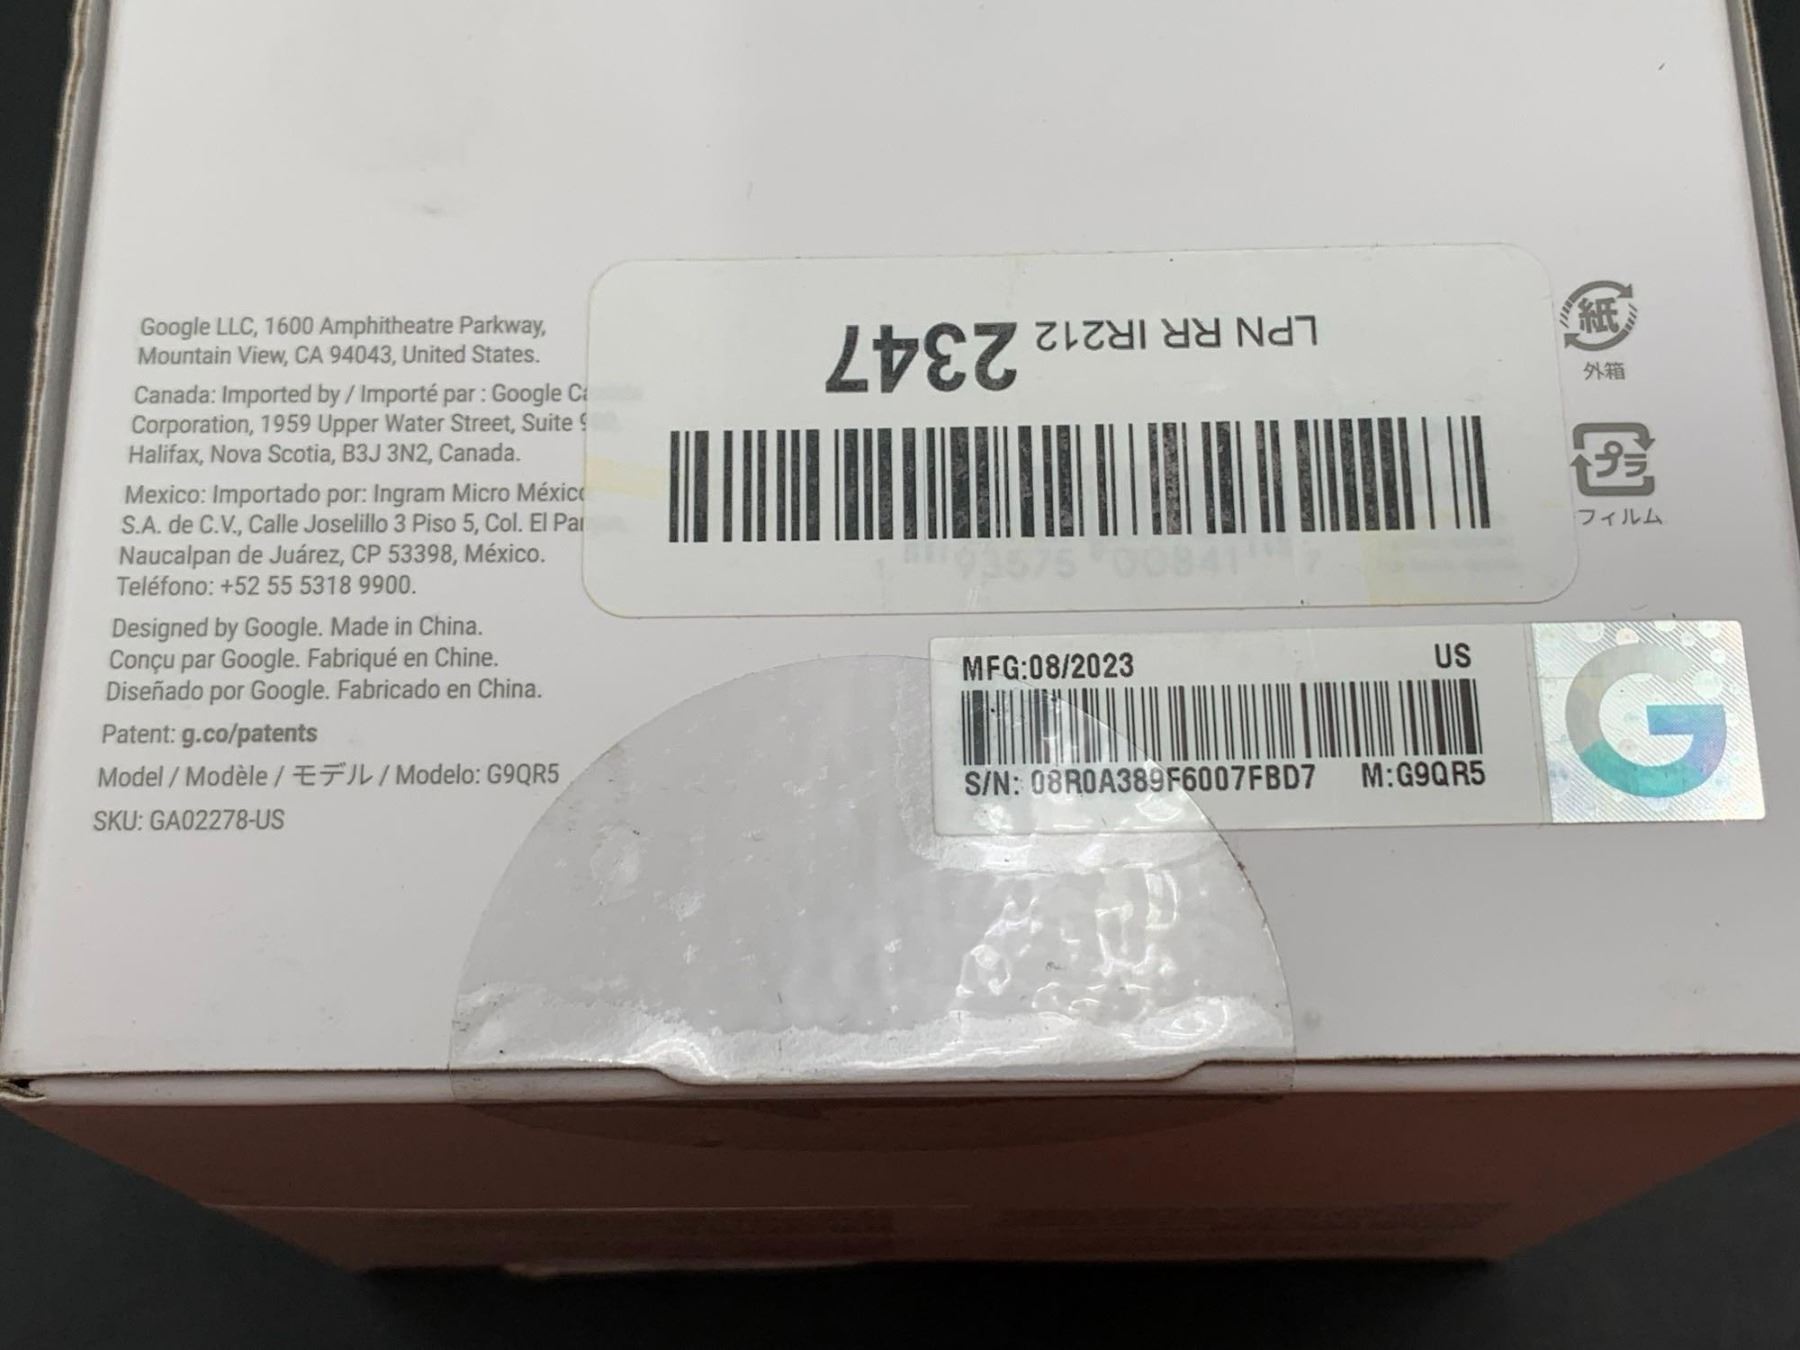 Google LLC, 1600 Amphitheatre Parkway,
Mountain View, CA 94043, United States.
Canada: Imported by / Importé par : Google
Corporation, 1959 Upper Water Street, Suite
Halifax, Nova Scotia, B3J 3N2, Canada.
Mexico: Importado por: Ingram Micro México
S.A. de C.V., Calle Joselillo 3 Piso 5, Col. El
Naucalpan de Juárez, CP 53398, México.
Teléfono: +52 55 5318 9900.
Designed by Google. Made in China.
Conçu par Google. Fabriqué en Chine.
Diseñado por Google. Fabricado en China.
Patent: g.co/patents
Model / Modèle / モデル / Modelo: G9QR5
SKU: GA02278-US
LPN RR IR212 2347
1 93575 00841 7
紙
外箱
プラ
フィルム
MFG:08/2023 US
S/N: 08R0A389F6007FBD7 M:G9QR5
G